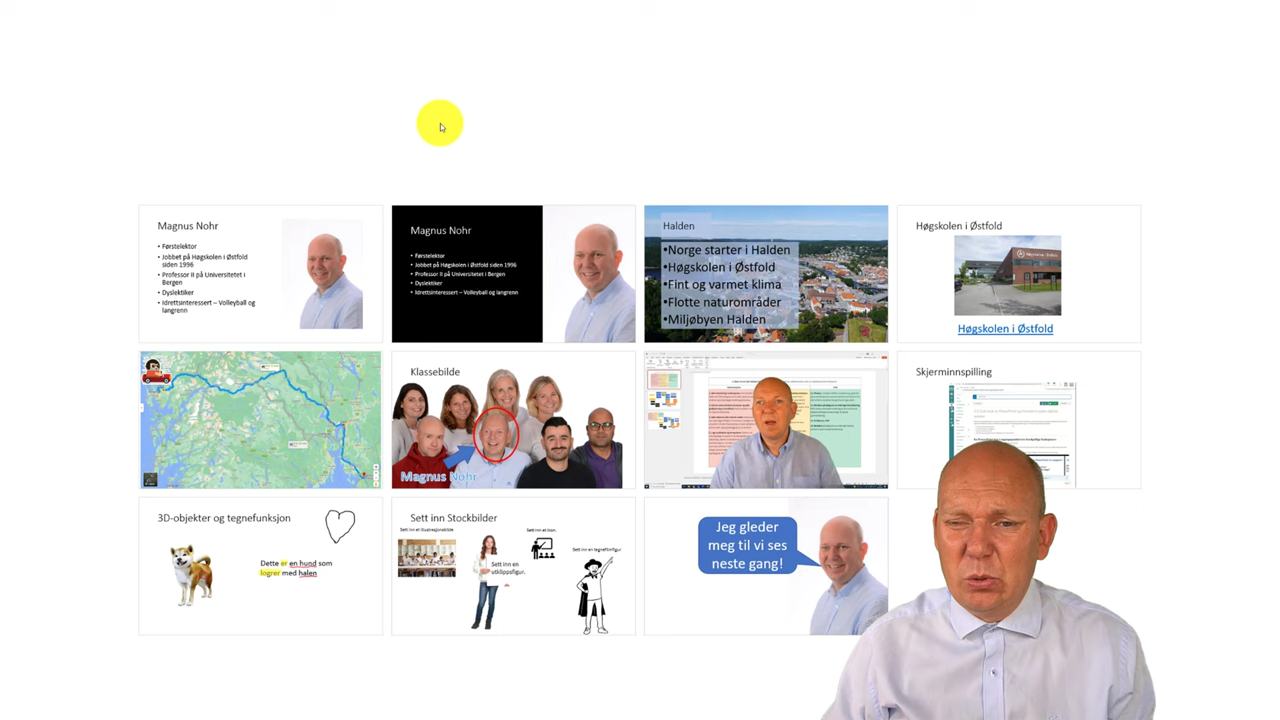 Magnus Nohr
• Førstelektor
• Jobbet på Høgskolen i Østfold
siden 1996
• Professor II på Universitetet i
Bergen
• Dyslektiker
• Idrettsinteressert – Volleyball og
langrenn
Magnus Nohr
• Førstelektor
• Jobbet på Høgskolen i Østfold siden 1996
• Professor II på Universitetet i Bergen
• Dyslektiker
• Idrettsinteressert – Volleyball og langrenn
Halden
•Norge starter i Halden
•Høgskolen i Østfold
•Fint og varmet klima
•Flotte naturområder
•Miljøbyen Halden
Høgskolen i Østfold
Høgskolen i Østfold
Klassebilde
Magnus Nohr
Skjerminnspilling
3D-objekter og tegnefunksjon
Dette er en hund som
logrer med halen
Sett inn Stockbilder
Sett inn et illustrasjonsbilde
Sett inn et Ikon.
Sett inn en
utklippsfigur.
Sett inn en tegnefilmfigur
Jeg gleder
meg til vi ses
neste gang!